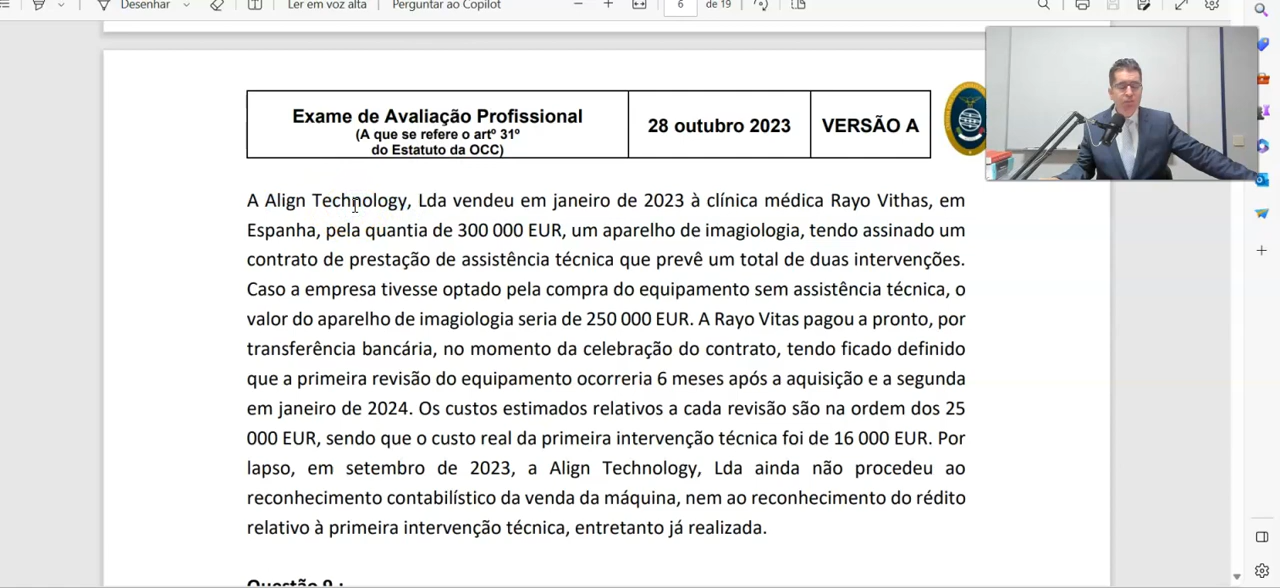 Desenhar
Ler em voz alta
Perguntar ao Copilot
6
de 19
Exame de Avaliação Profissional
(A que se refere o artº 31º
do Estatuto da OCC)
28 outubro 2023
VERSÃO A
A Align Technology, Lda vendeu em janeiro de 2023 à clínica médica Rayo Vithas, em
Espanha, pela quantia de 300 000 EUR, um aparelho de imagiologia, tendo assinado um
contrato de prestação de assistência técnica que prevê um total de duas intervenções.
Caso a empresa tivesse optado pela compra do equipamento sem assistência técnica, o
valor do aparelho de imagiologia seria de 250 000 EUR. A Rayo Vitas pagou a pronto, por
transferência bancária, no momento da celebração do contrato, tendo ficado definido
que a primeira revisão do equipamento ocorreria 6 meses após a aquisição e a segunda
em janeiro de 2024. Os custos estimados relativos a cada revisão são na ordem dos 25
000 EUR, sendo que o custo real da primeira intervenção técnica foi de 16 000 EUR. Por
lapso, em setembro de 2023, a Align Technology, Lda ainda não procedeu ao
reconhecimento contabilístico da venda da máquina, nem ao reconhecimento do rédito
relativo à primeira intervenção técnica, entretanto já realizada.
Questão 9 :